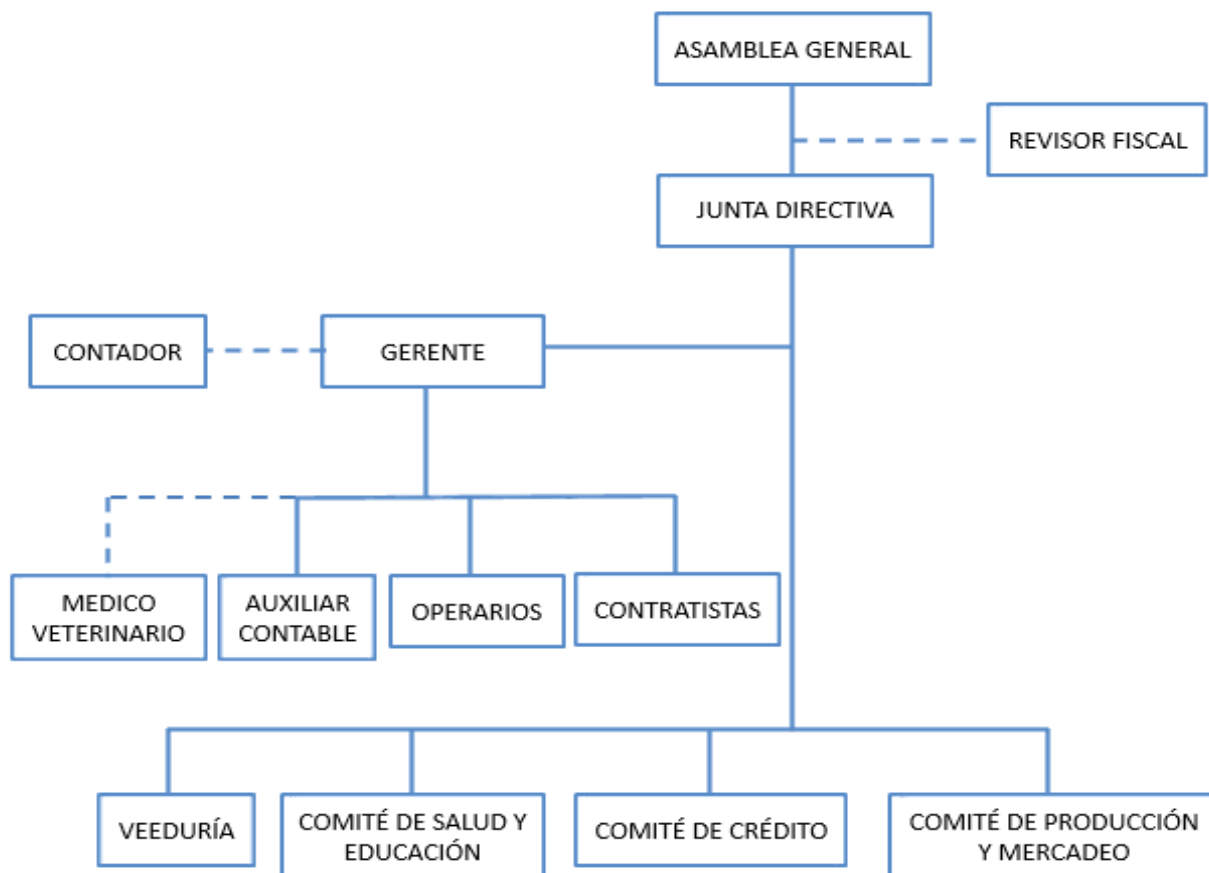 ASAMBLEA GENERAL
REVISOR FISCAL
JUNTA DIRECTIVA
CONTADOR
GERENTE
MEDICO
VETERINARIO
AUXILIAR
CONTABLE
OPERARIOS
CONTRATISTAS
VEEDURÍA
COMITÉ DE SALUD Y
EDUCACIÓN
COMITÉ DE CRÉDITO
COMITÉ DE PRODUCCIÓN
Y MERCADEO